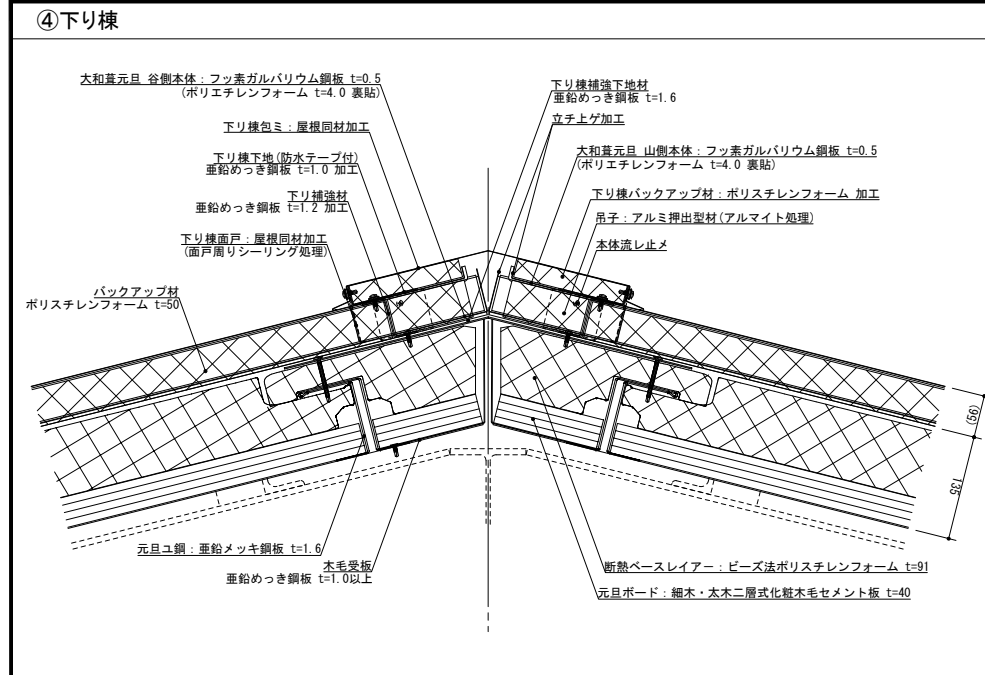 ④下り棟
大和葺元旦 谷側本体：フッ素ガルバリウム鋼板 t=0.5
(ポリエチレンフォーム t=4.0 裏貼)
下り棟包ミ：屋根同材加工
下り棟下地(防水テープ付)
亜鉛めっき鋼板 t=1.0 加工
下り補強材
亜鉛めっき鋼板 t=1.2 加工
下り棟面戸：屋根同材加工
(面戸周りシーリング処理)
バックアップ材
ポリスチレンフォーム t=50
下り棟補強下地材
亜鉛めっき鋼板 t=1.6
立チ上ゲ加工
大和葺元旦 山側本体：フッ素ガルバリウム鋼板 t=0.5
(ポリエチレンフォーム t=4.0 裏貼)
下り棟バックアップ材：ポリスチレンフォーム 加工
吊子：アルミ押出型材(アルマイト処理)
本体流レ止メ
(56)
135
元旦ユ鋼：亜鉛メッキ鋼板 t=1.6
木毛受板
亜鉛めっき鋼板 t=1.0以上
断熱ベースレイアー：ビーズ法ポリスチレンフォーム t=91
元旦ボード：細木・太木二層式化粧木毛セメント板 t=40